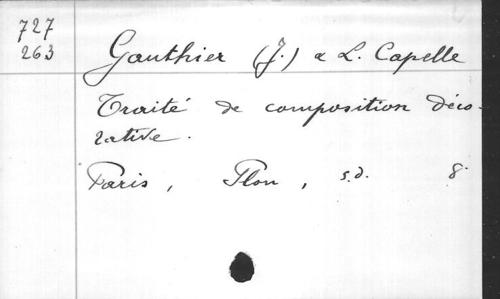 727
263
Gauthier (J.) & L. Capelle
Traité de composition déco-
rative.
Paris, Plon, s.d. 8°